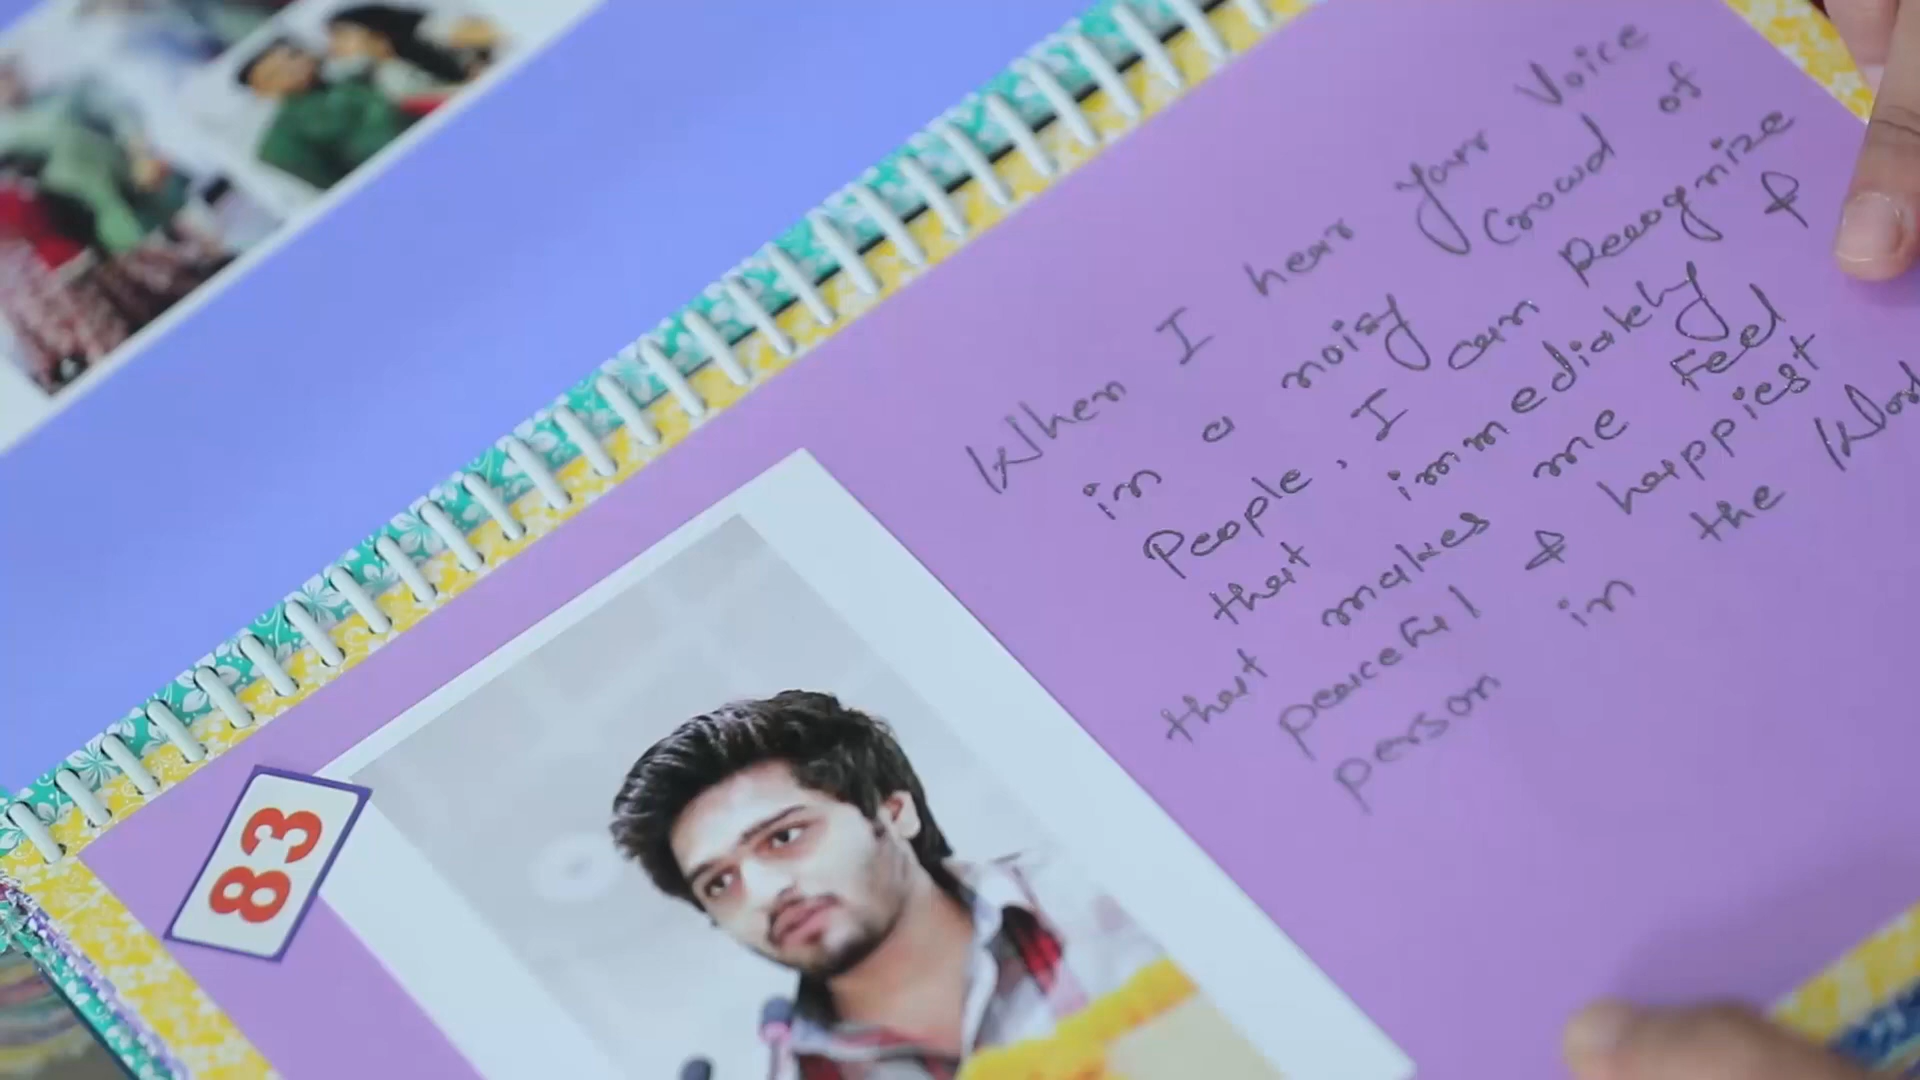 When I hear your Voice
in a noisy Crowd of
People, I can Recognize
that immediately &
that makes me Feel
peaceful & happiest
person in the Worl
83